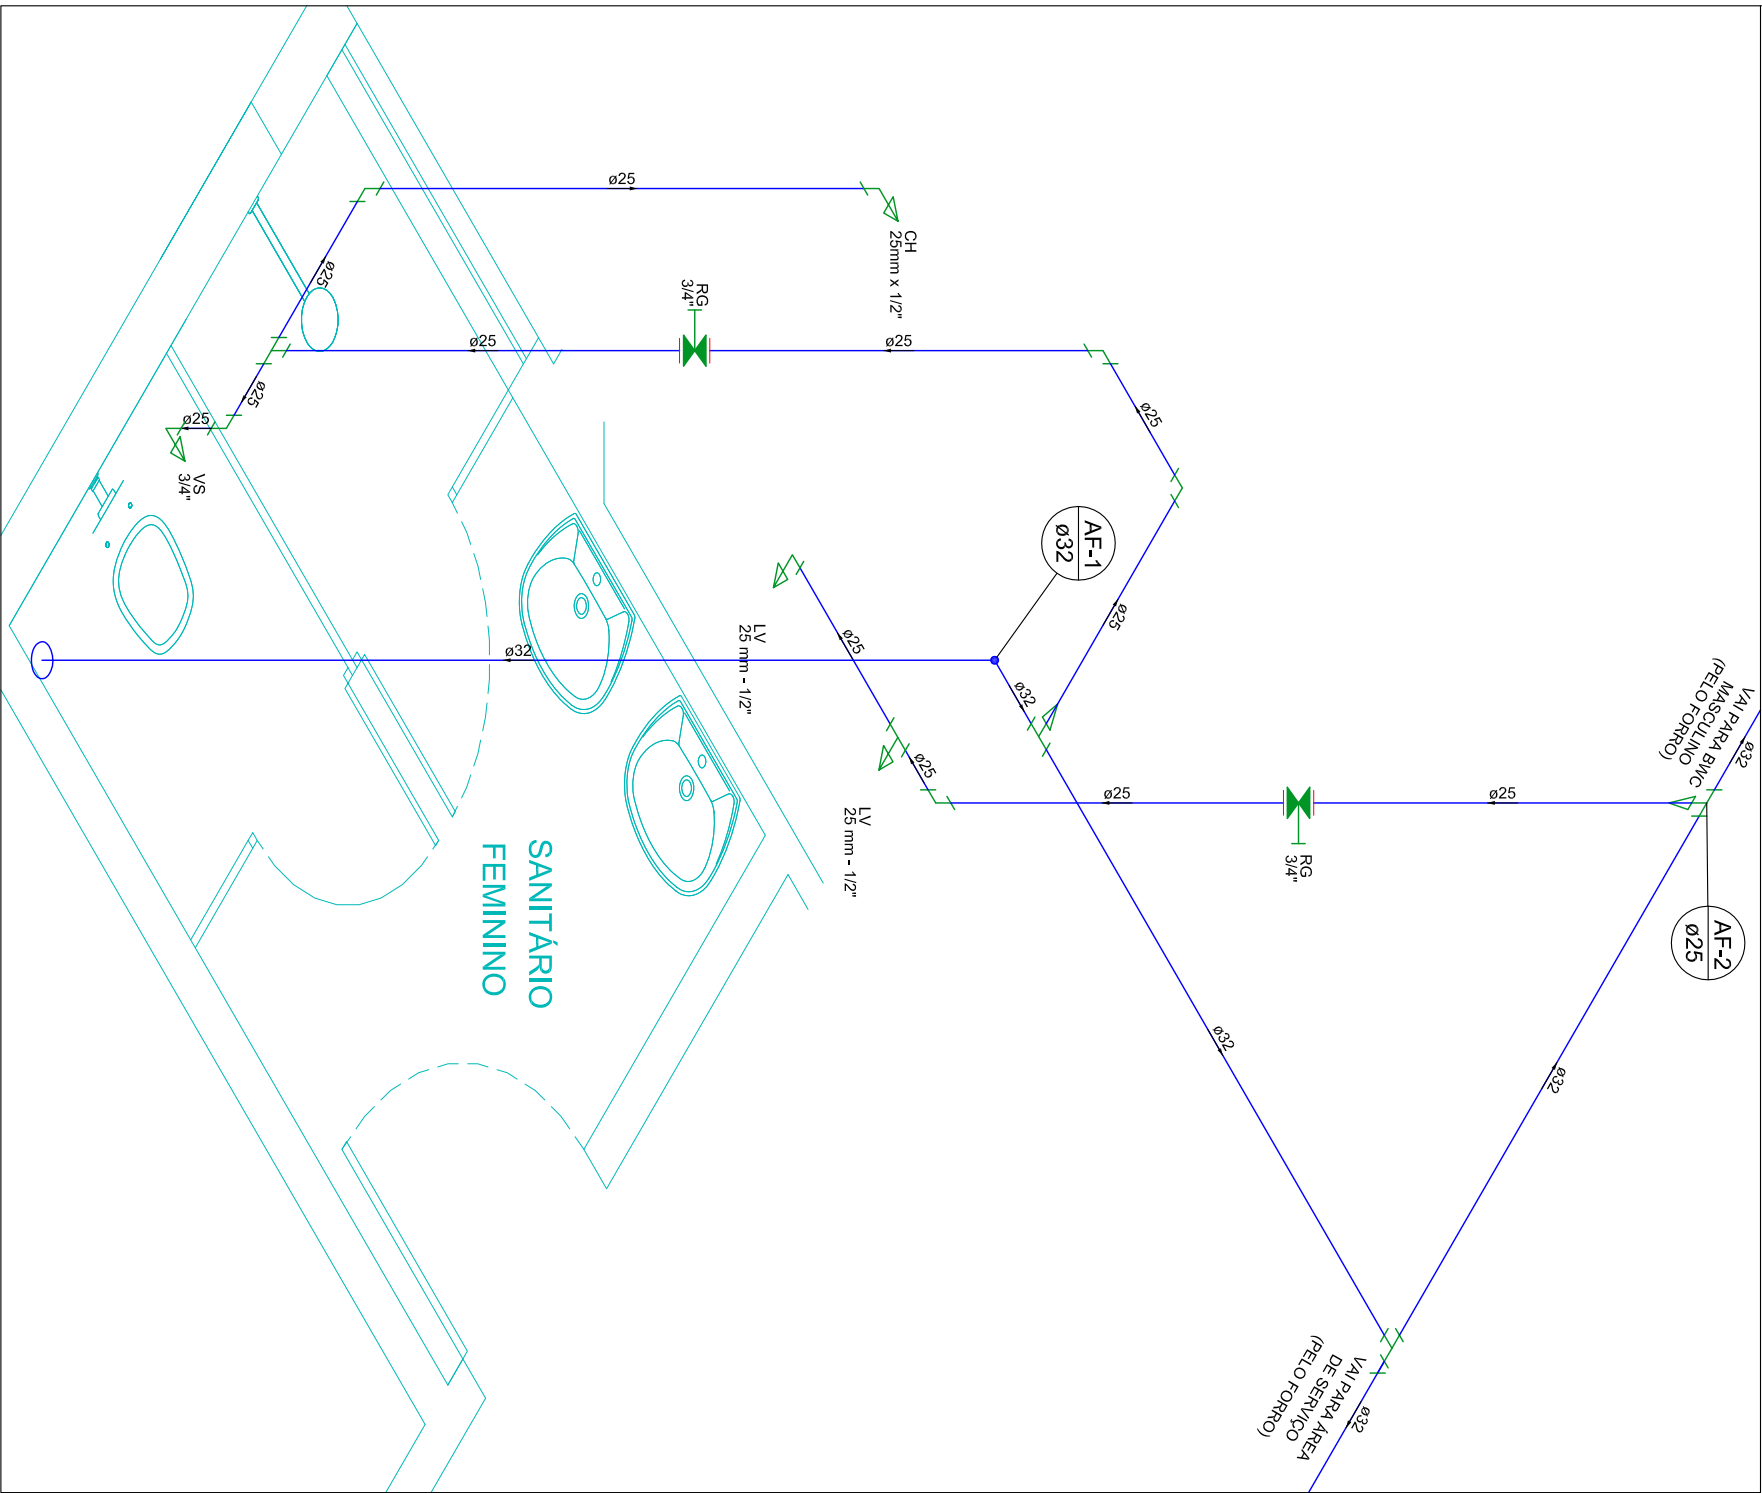 AF-2
ø25
VAI PARA BWC
MASCULINO
(PELO FORRO)
ø32
ø25
RG
3/4"
ø25
ø32
ø32
VAI PARA ÁREA
DE SERVIÇO
(PELO FORRO)
ø32
AF-1
ø32
ø25
ø25
ø32
CH
25mm x 1/2"
RG
3/4"
ø25
ø25
ø25
ø25
ø25
ø25
VS
3/4"
ø32
ø25
ø25
LV
25 mm - 1/2"
LV
25 mm - 1/2"
SANITÁRIO
FEMININO